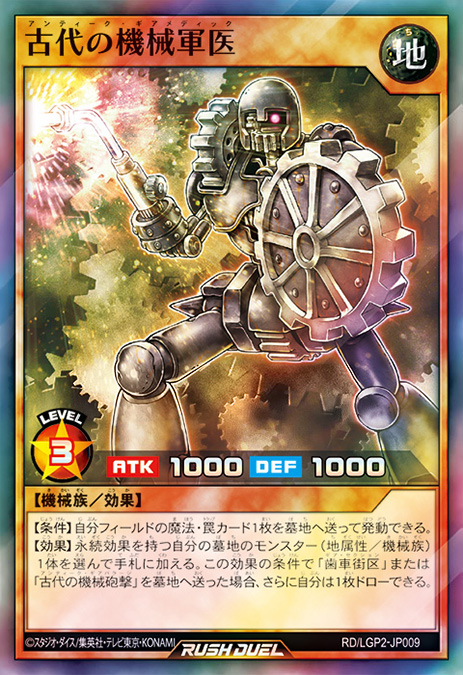 アンティーク・ギアメディック
古代の機械軍医
地
LEVEL
3
ATK 1000 DEF 1000
【機械族／効果】
【条件】自分フィールドの魔法・罠カード1枚を墓地へ送って発動できる。
【効果】永続効果を持つ自分の墓地のモンスター（地属性／機械族）
1体を選んで手札に加える。この効果の条件で「歯車街区」または
「古代の機械砲撃」を墓地へ送った場合、さらに自分は1枚ドローできる。
©スタジオ・ダイス/集英社・テレビ東京・KONAMI
RUSH DUEL
RD/LGP2-JP009